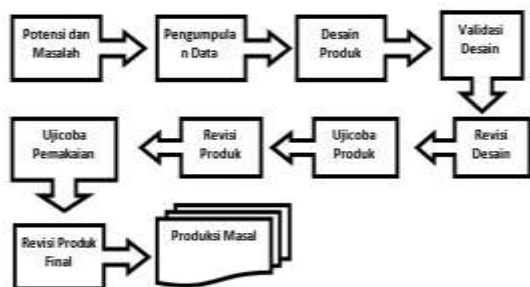 Potensi dan
Masalah
Pengumpula
n Data
Desain
Produk
Validasi
Desain
Revisi
Desain
Ujicoba
Produk
Revisi
Produk
Ujicoba
Pemakaian
Revisi Produk
Final
Produksi Masal